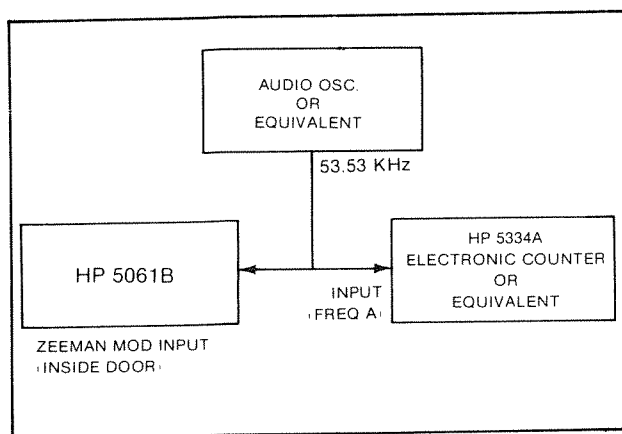 AUDIO OSC.
OR
EQUIVALENT
53.53 KHz
HP 5061B
HP 5334A
ELECTRONIC COUNTER
OR
EQUIVALENT
INPUT
(FREQ A)
ZEEMAN MOD INPUT
(INSIDE DOOR)